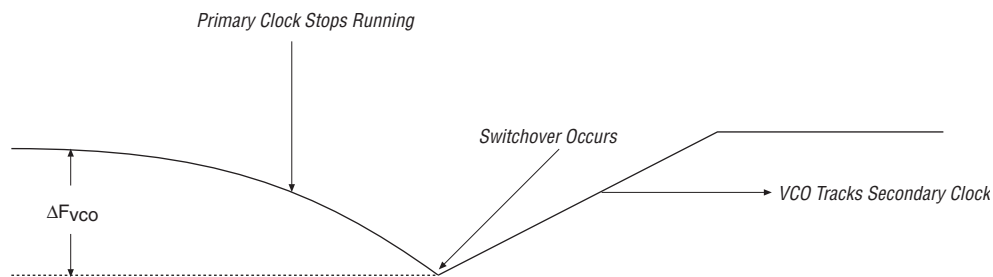 Primary Clock Stops Running
Switchover Occurs
VCO Tracks Secondary Clock
ΔFvco